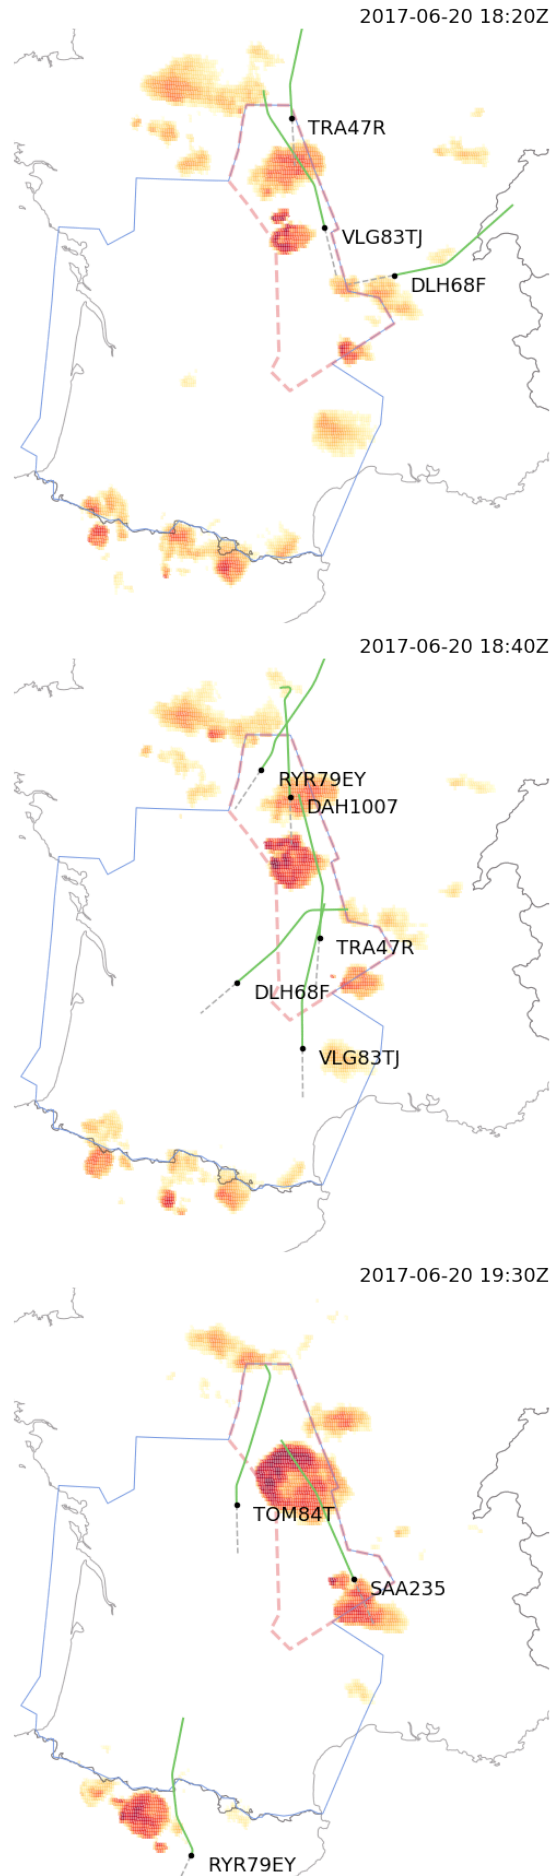 2017-06-20 18:20Z
TRA47R
VLG83TJ
DLH68F
2017-06-20 18:40Z
RYR79EY
DAH1007
TRA47R
DLH68F
VLG83TJ
2017-06-20 19:30Z
TOM84T
SAA235
RYR79EY